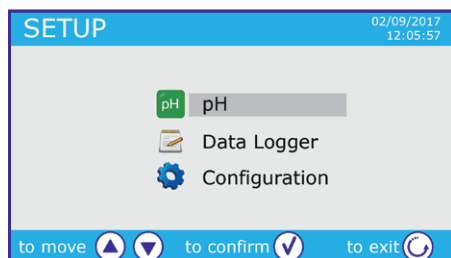 SETUP
02/09/2017
12:05:57
pH pH
Data Logger
Configuration
to move to confirm to exit